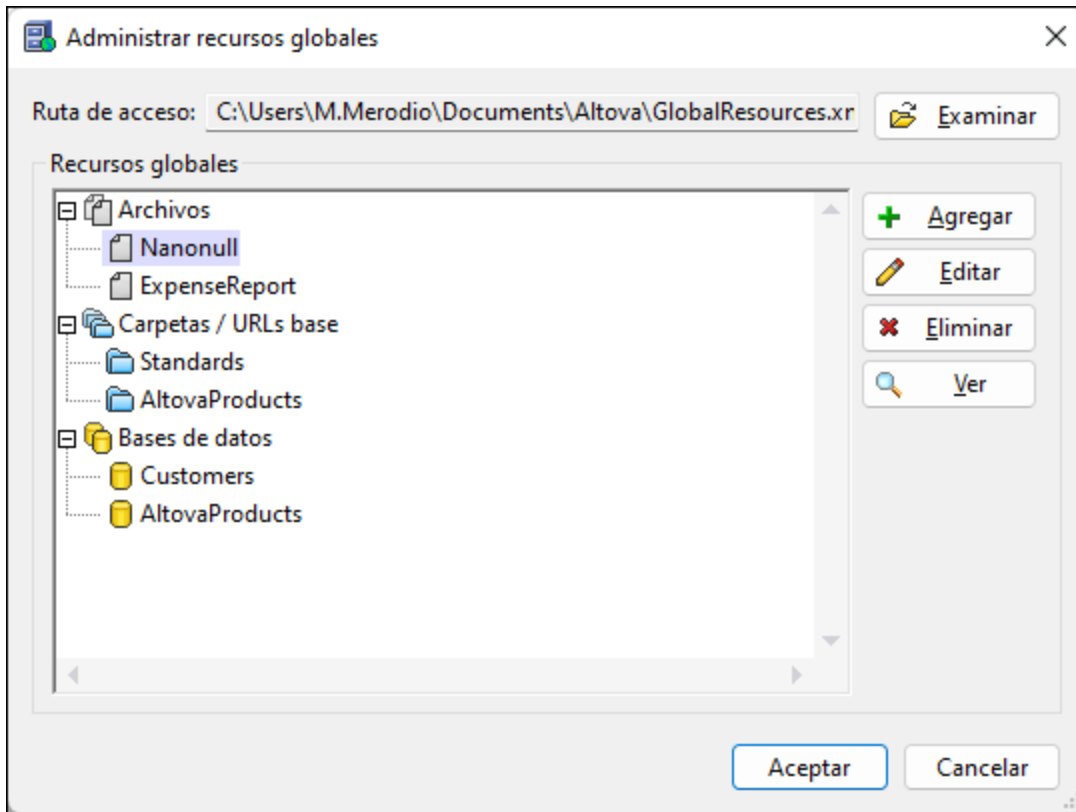 Administrar recursos globales
Ruta de acceso: C:\Users\M.Merodio\Documents\Altova\GlobalResources.xr Examinar
Recursos globales
Archivos
Nanonull
ExpenseReport
Carpetas / URLs base
Standards
AltovaProducts
Bases de datos
Customers
AltovaProducts
Agregar
Editar
Eliminar
Ver
Aceptar Cancelar